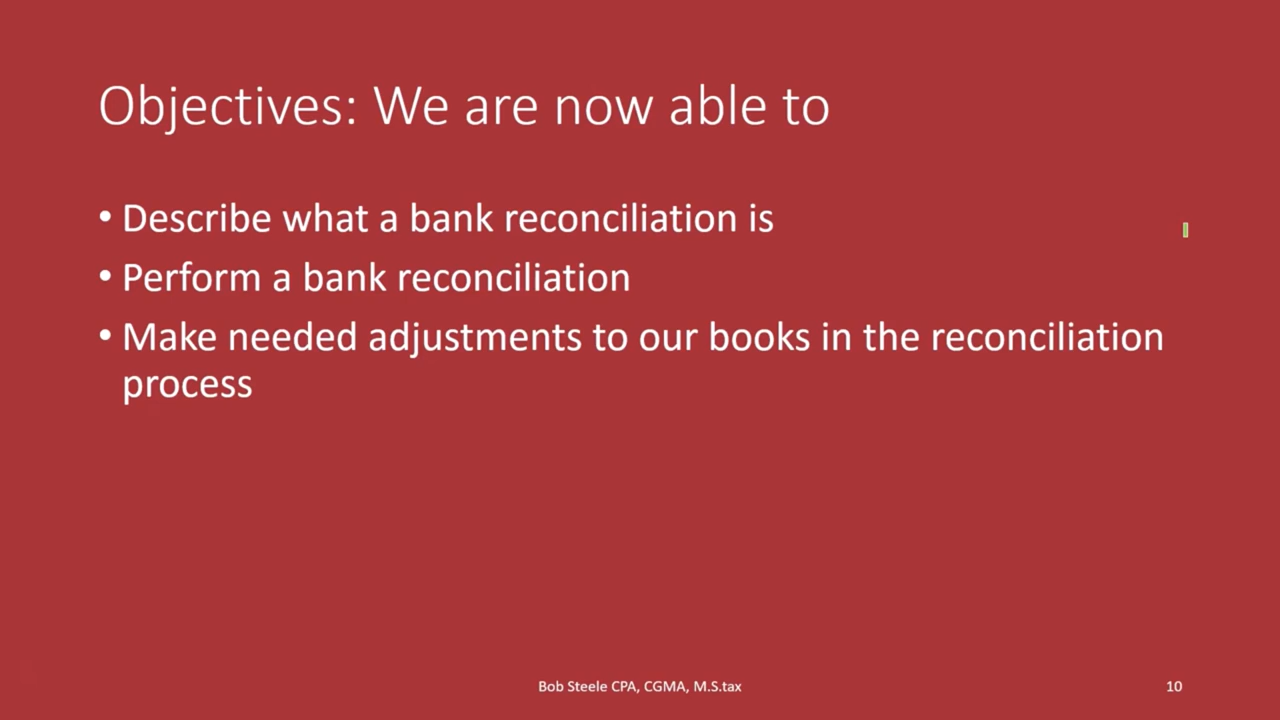 Objectives: We are now able to
• Describe what a bank reconciliation is
• Perform a bank reconciliation
• Make needed adjustments to our books in the reconciliation
process
Bob Steele CPA, CGMA, M.S.tax
10